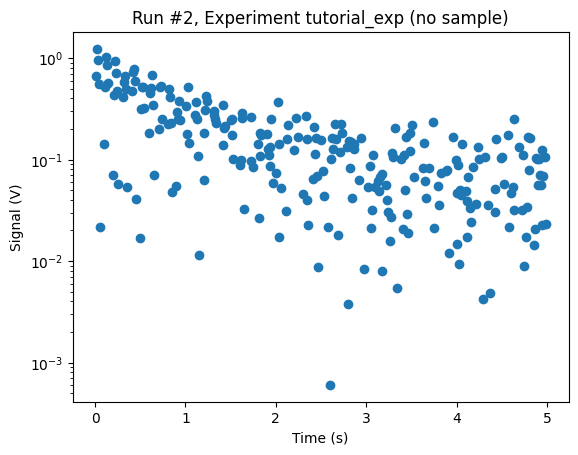 Run #2, Experiment tutorial_exp (no sample)
10⁰
10⁻¹
10⁻²
10⁻³
Signal (V)
0 1 2 3 4 5
Time (s)